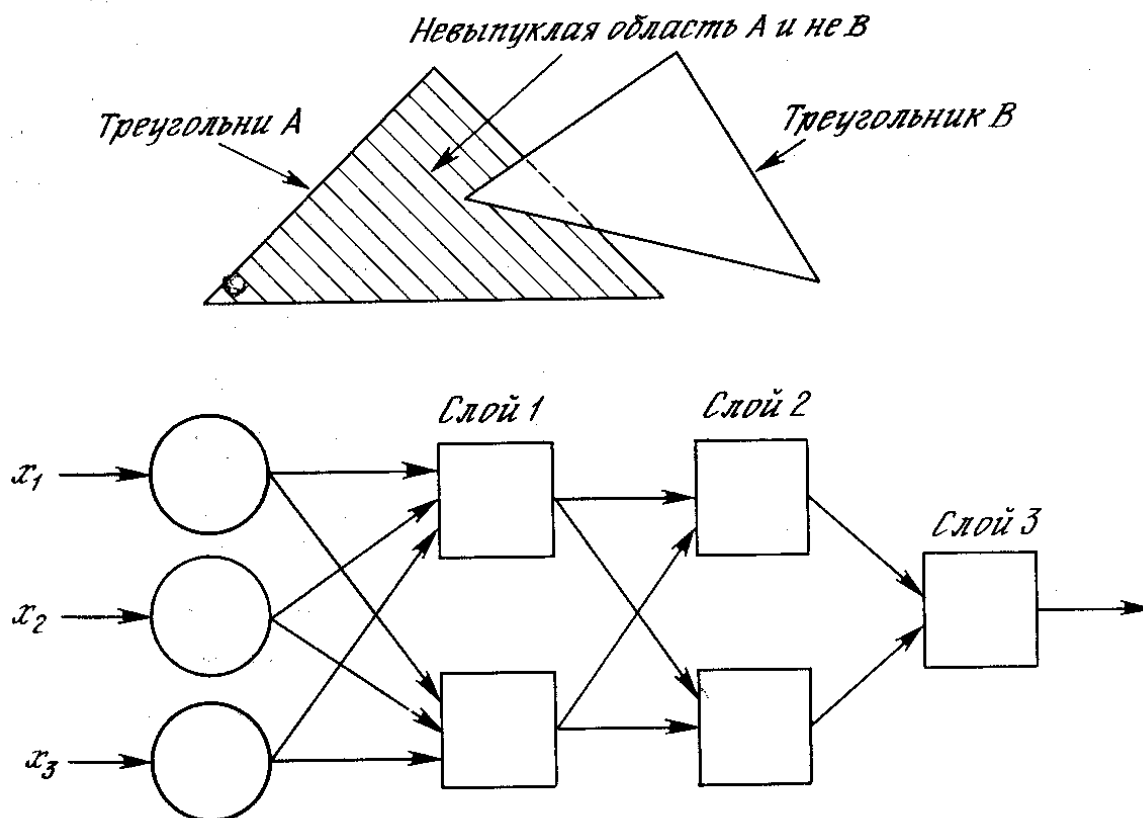 Невыпуклая область A и не B
Треугольни A
Треугольник B
Слой 1
Слой 2
x1
Слой 3
x2
x3